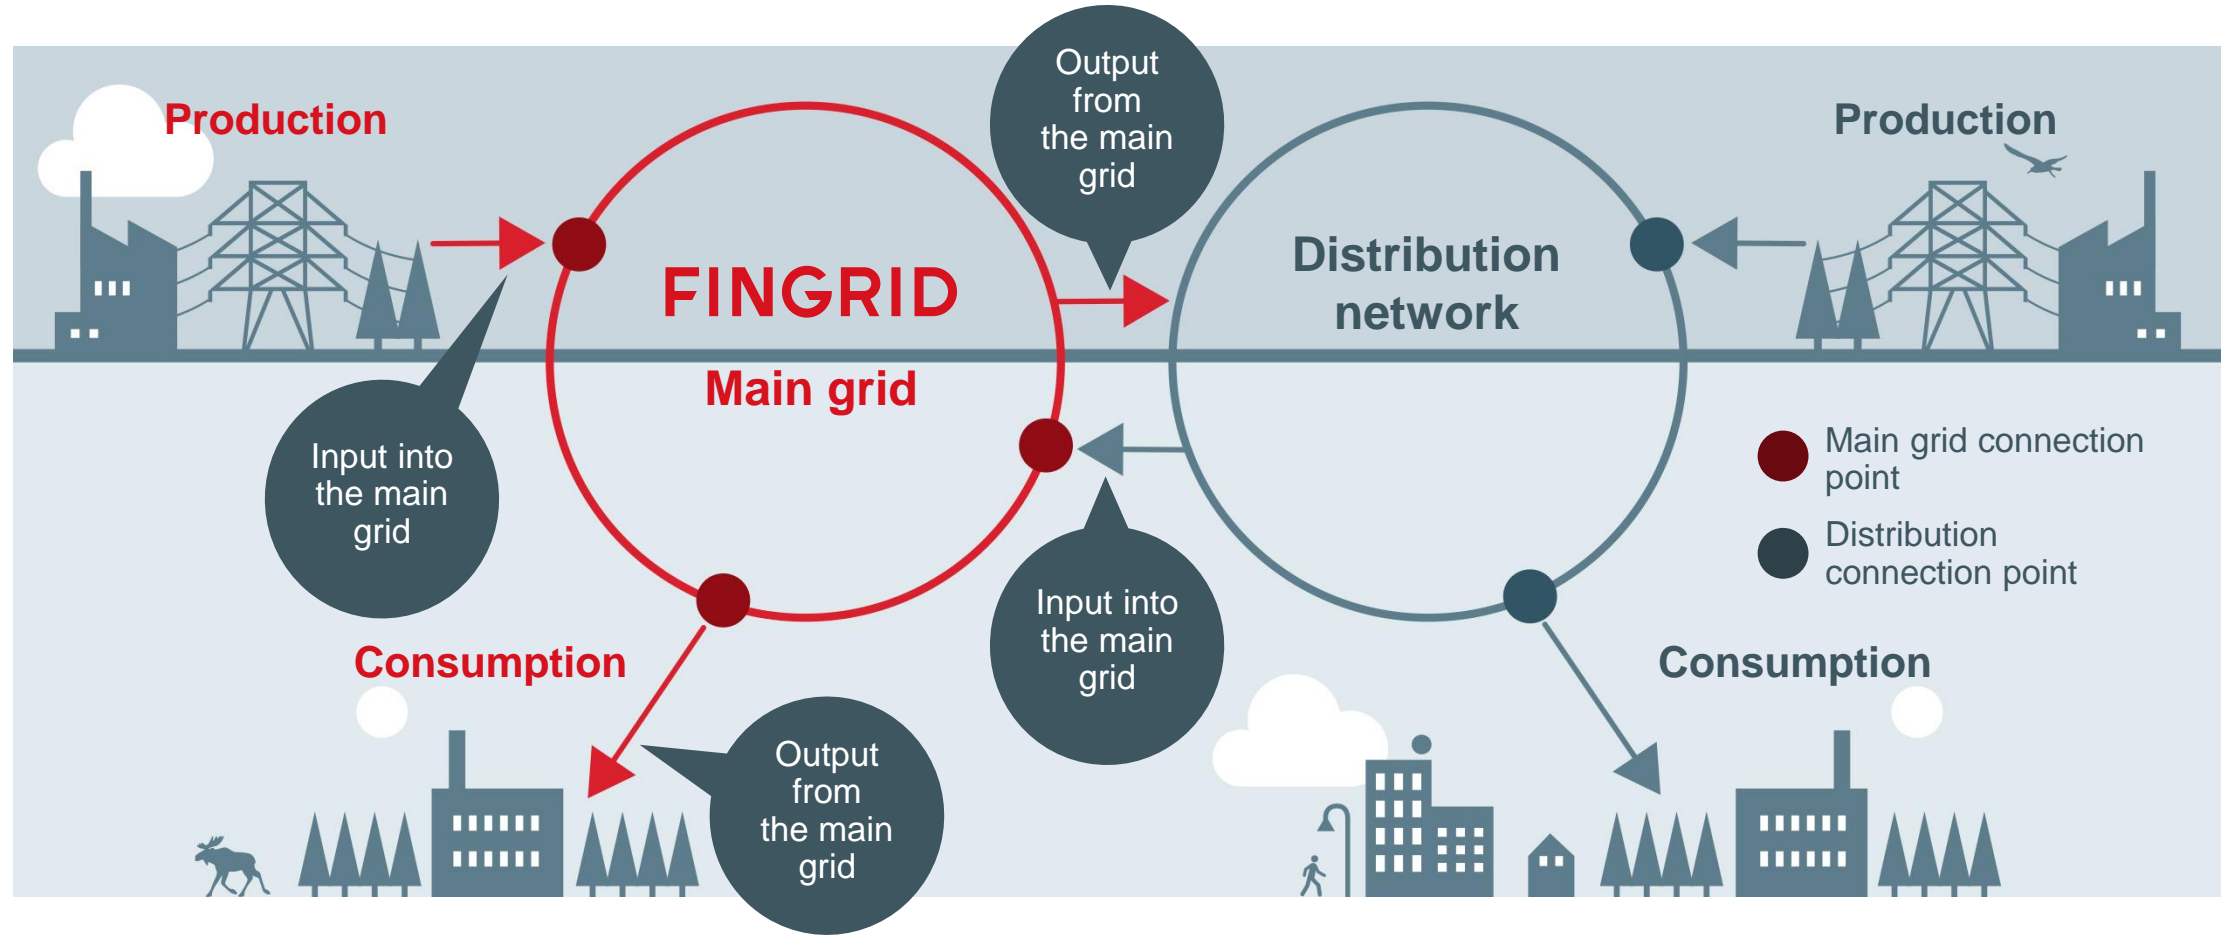 Production
Output
from
the main
grid
Production
FINGRID
Main grid
Distribution
network
Input into
the main
grid
Main grid connection
point
Distribution
connection point
Input into
the main
grid
Consumption
Output
from
the main
grid
Consumption